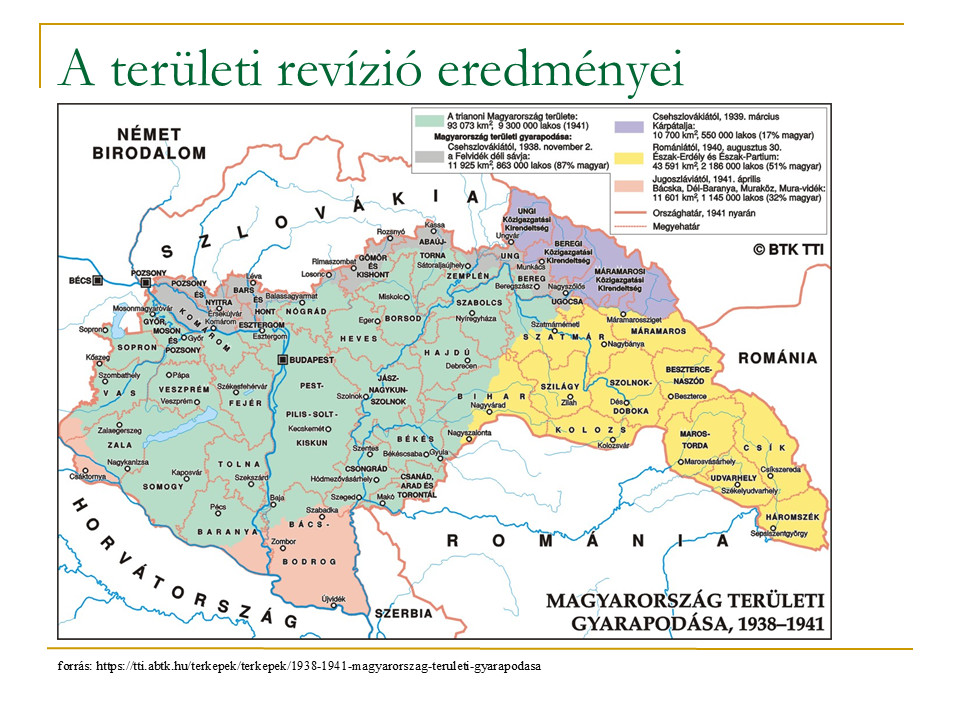 A területi revízió eredményei
A trianoni Magyarország területe:
93 073 km², 9 300 000 lakos (1941)
Magyarország területi gyarapodása:
Csehszlovákiától, 1938. november 2.
a Felvidék déli sávja:
11 925 km², 863 000 lakos (87% magyar)
Csehszlovákiától, 1939. március
Kárpátalja:
10 700 km², 550 000 lakos (17% magyar)
Romániától, 1940. augusztus 30.
Észak-Erdély és Észak-Partium:
43 591 km², 2 186 000 lakos (51% magyar)
Jugoszláviától, 1941. április
Bácska, Dél-Baranya, Muraköz, Mura-vidék:
11 601 km², 1 145 000 lakos (32% magyar)
Országhatár, 1941 nyarán
Megyehatár
© BTK TTI
NÉMET
BIRODALOM
SZLOVÁKIA
BÉCS
POZSONY
POZSONY
ÉS
NYITRA
Érsekújvár
Komárom
KOMÁROM
Léva
BARS
ÉS
HONT
Balassagyarmat
ESZTERGOM
Esztergom
NÓGRÁD
Losonc
Rimaszombat
Rozsnyó
GÖMÖR
ÉS
KISHONT
Kassa
ABAÚJ-
TORNA
Sátoraljaújhely
ZEMPLÉN
UNG
UNGI
Közigazgatási
Kirendeltség
Ungvár
BEREGI
Közigazgatási
Kirendeltség
Munkács
BEREG
Beregszász
Nagyszőlős
UGOCSA
MÁRAMAROSI
Közigazgatási
Kirendeltség
Máramarossziget
MÁRAMAROS
Mosonmagyaróvár
GYŐR,
MOSON
ÉS
POZSONY
Győr
Sopron
SOPRON
Kőszeg
Szombathely
VAS
Pápa
VESZPRÉM
Veszprém
Székesfehérvár
FEJÉR
BUDAPEST
PEST-
PILIS-SOLT-
KISKUN
Kecskemét
Eger
HEVES
Miskolc
BORSOD
SZABOLCS
Nyíregyháza
HAJDÚ
Debrecen
JÁSZ-
NAGYKUN-
SZOLNOK
Szolnok
Szatmárnémeti
SZATMÁR
Nagybánya
ROMÁNIA
BIHAR
Nagyvárad
Nagyszalonta
SZILÁGY
Zilah
SZOLNOK-
DOBOKA
Dés
BESZTERCE-
NASZÓD
Beszterce
KOLOZS
Kolozsvár
MAROS-
TORDA
Marosvásárhely
CSÍK
Csíkszereda
UDVARHELY
Székelyudvarhely
HÁROMSZÉK
Sepsiszentgyörgy
Zalaegerszeg
ZALA
Nagykanizsa
Csáktornya
Kaposvár
SOMOGY
TOLNA
Szekszárd
Pécs
BARANYA
Baja
Szentes
BÉKÉS
Békéscsaba
Gyula
CSONGRÁD
Hódmezővásárhely
CSANÁD,
ARAD ÉS
TORONTÁL
Szeged
Makó
Szabadka
BÁCS-
BODROG
Zombor
Újvidék
HORVÁTORSZÁG
SZERBIA
ROMÁNIA
MAGYARORSZÁG TERÜLETI
GYARAPODÁSA, 1938–1941
forrás: https://tti.abtk.hu/terkepek/terkepek/1938-1941-magyarorszag-teruleti-gyarapodasa